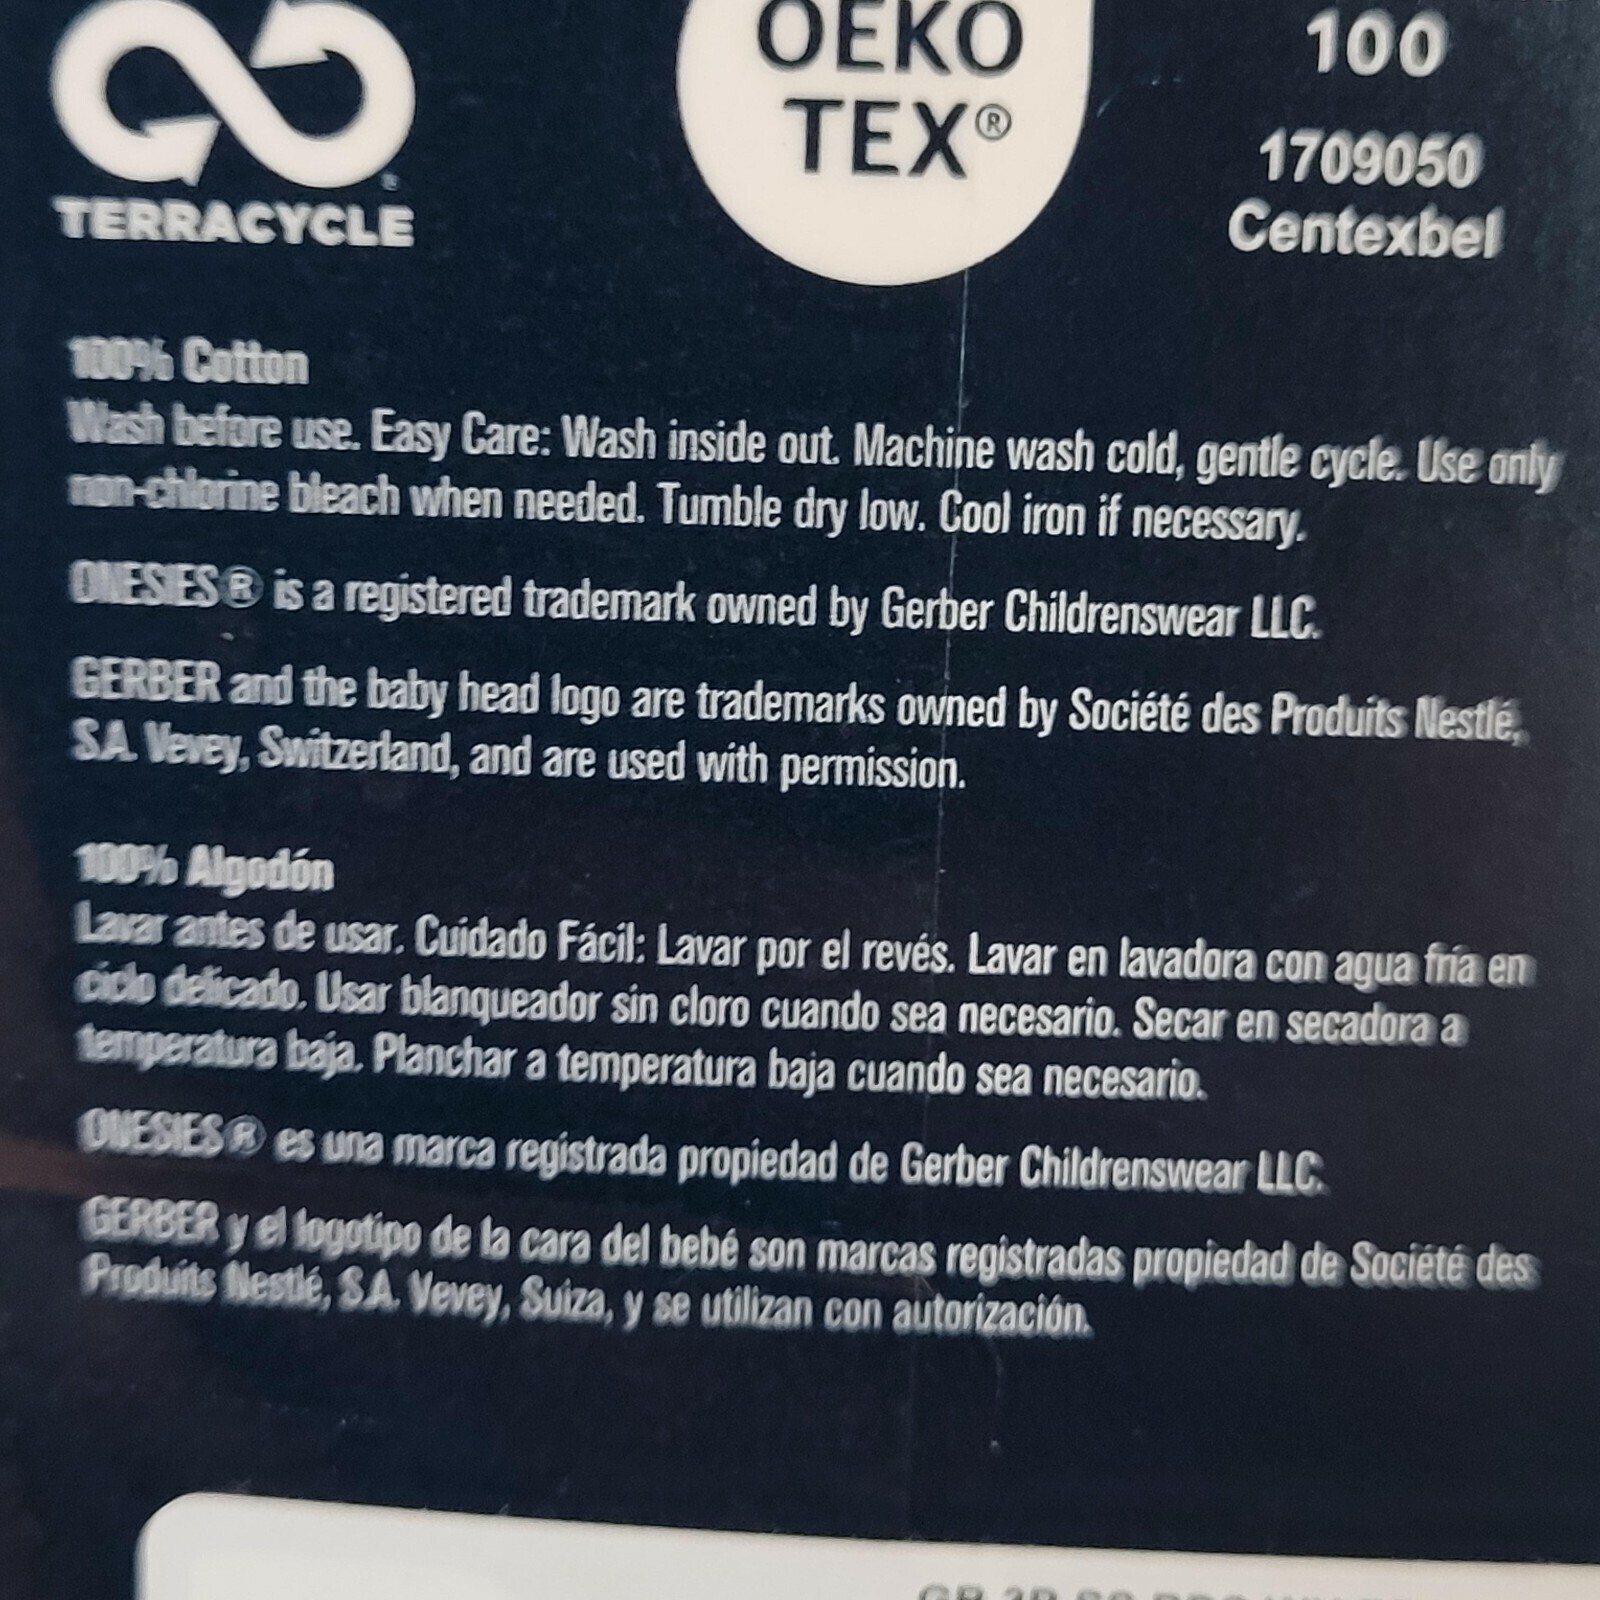 OEKO
TEX®
100
1709050
Centexbel
TERRACYCLE
100% Cotton
Wash before use. Easy Care: Wash inside out. Machine wash cold, gentle cycle. Use only
non-chlorine bleach when needed. Tumble dry low. Cool iron if necessary.
ONESIES® is a registered trademark owned by Gerber Childrenswear LLC.
GERBER and the baby head logo are trademarks owned by Société des Produits Nestlé,
S.A. Vevey, Switzerland, and are used with permission.
100% Algodón
Lavar antes de usar. Cuidado Fácil: Lavar por el revés. Lavar en lavadora con agua fría en
ciclo delicado. Usar blanqueador sin cloro cuando sea necesario. Secar en secadora a
temperatura baja. Planchar a temperatura baja cuando sea necesario.
ONESIES® es una marca registrada propiedad de Gerber Childrenswear LLC.
GERBER y el logotipo de la cara del bebé son marcas registradas propiedad de Société des
Produits Nestlé, S.A. Vevey, Suiza, y se utilizan con autorización.